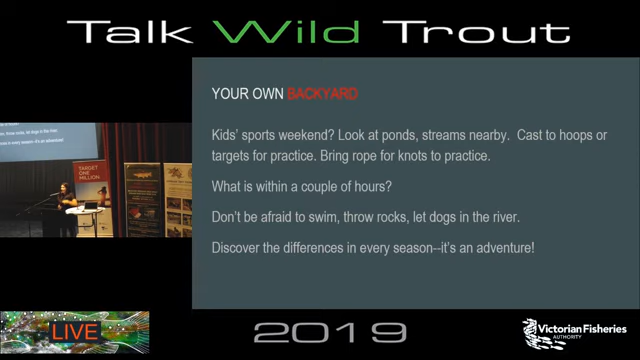 Talk Wild Trout
YOUR OWN BACKYARD
Kids' sports weekend? Look at ponds, streams nearby. Cast to hoops or
targets for practice. Bring rope for knots to practice.
What is within a couple of hours?
Don't be afraid to swim, throw rocks, let dogs in the river.
Discover the differences in every season--it's an adventure!
TARGET
ONE
MILLION
LIVE
2019
Victorian Fisheries
AUTHORITY